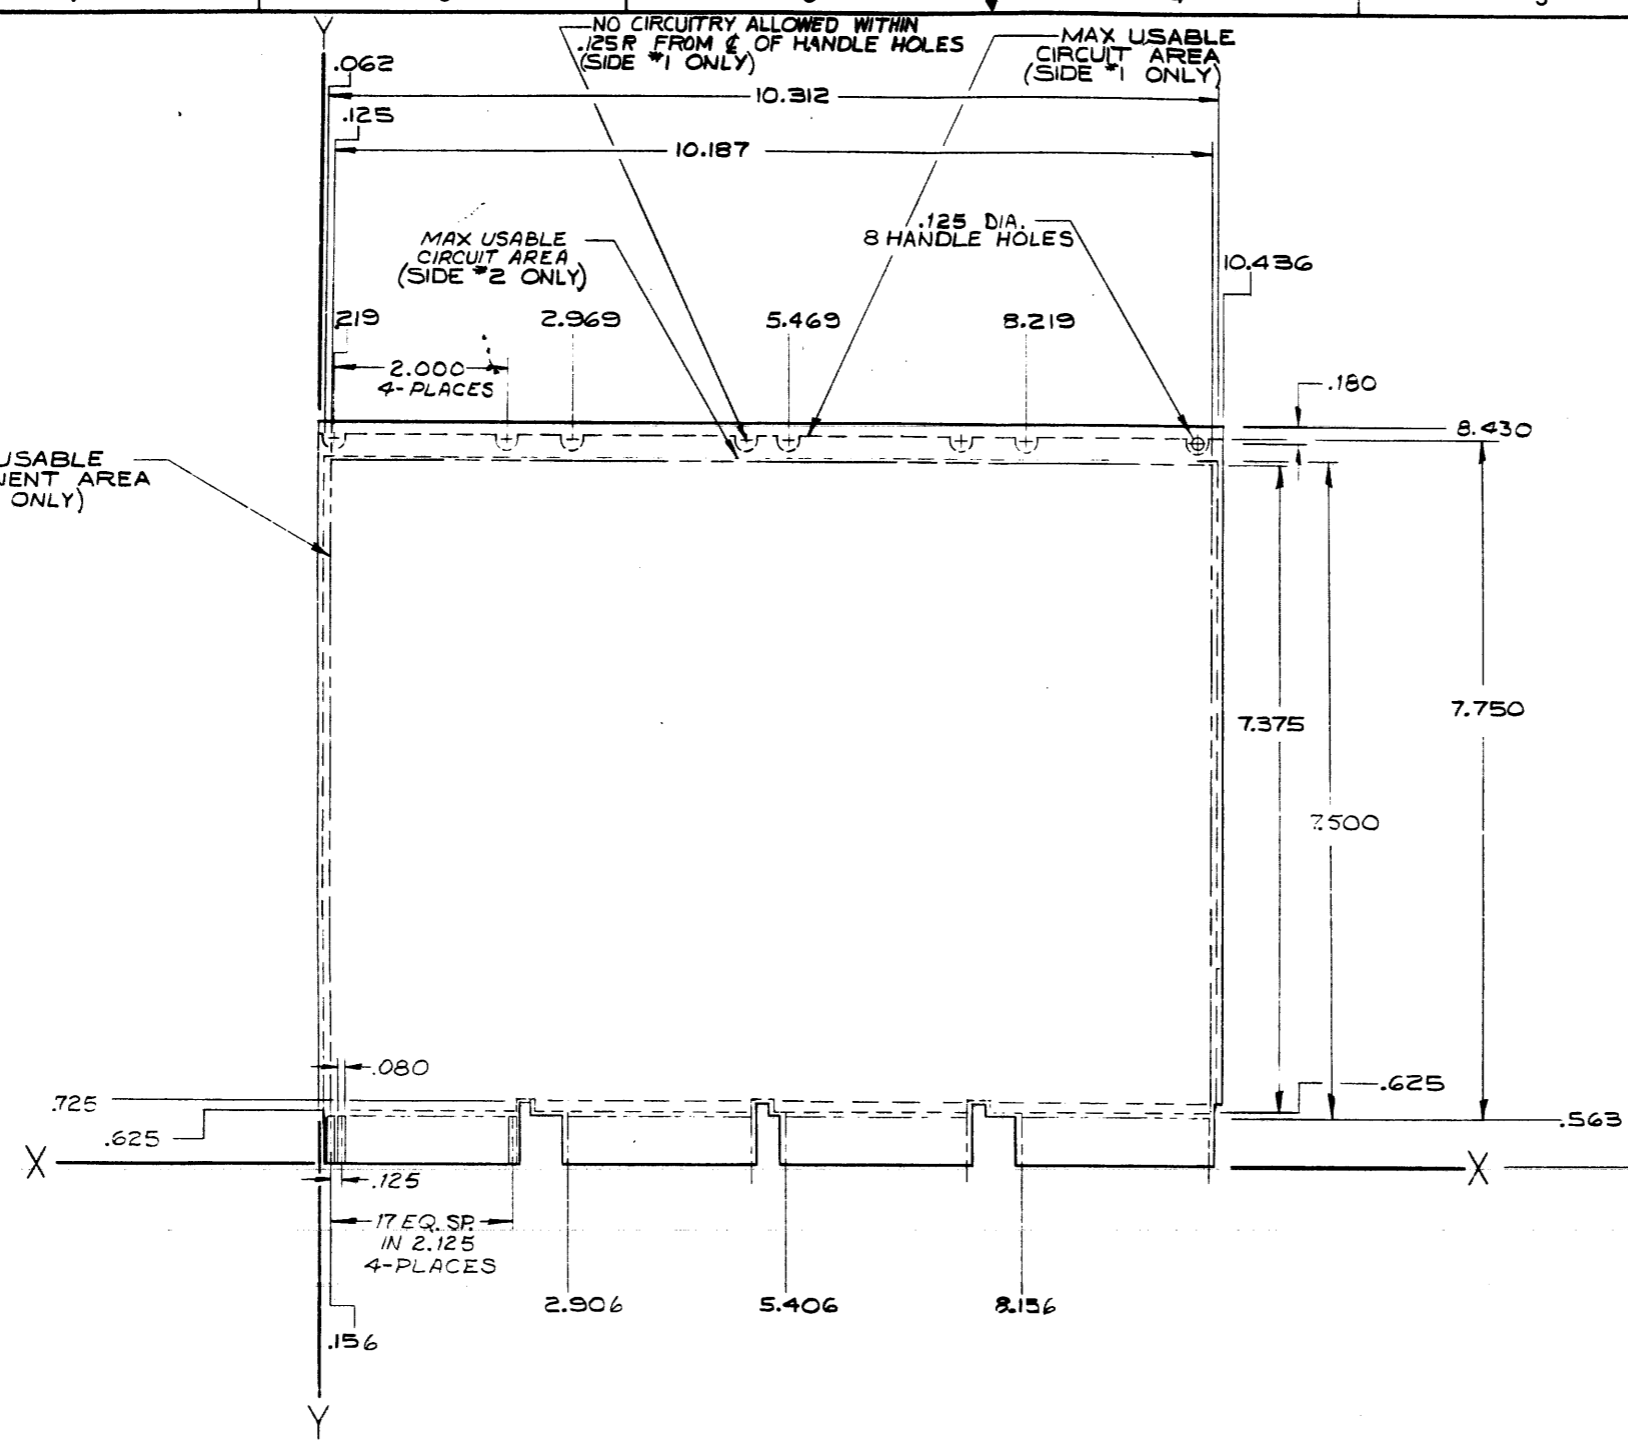 Y
NO CIRCUITRY ALLOWED WITHIN
.125R FROM ℄ OF HANDLE HOLES
(SIDE #1 ONLY)
MAX USABLE
CIRCUIT AREA
(SIDE #1 ONLY)
.062
10.312
.125
10.187
MAX USABLE
CIRCUIT AREA
(SIDE #2 ONLY)
.125 DIA.
8 HANDLE HOLES
10.436
.219
2.969
5.469
8.219
2.000
4-PLACES
.180
8.430
USABLE
NENT AREA
ONLY)
7.375
7.750
7.500
.080
.725
.625
.625
.563
X
X
.125
17 EQ. SP.
IN 2.125
4-PLACES
2.906
5.406
8.156
.156
Y